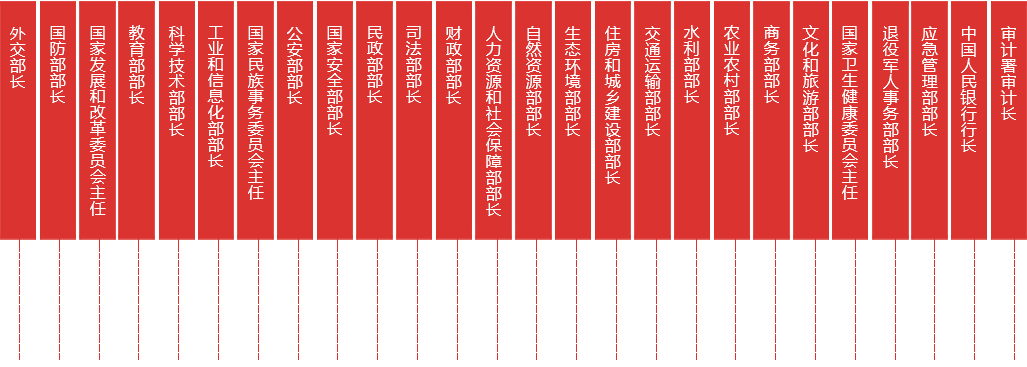 外交部长
国防部部长
国家发展和改革委员会主任
教育部部长
科学技术部部长
工业和信息化部部长
国家民族事务委员会主任
公安部部长
国家安全部部长
民政部部长
司法部部长
财政部部长
人力资源和社会保障部部长
自然资源部部长
生态环境部部长
住房和城乡建设部部长
交通运输部部长
水利部部长
农业农村部部长
商务部部长
文化和旅游部部长
国家卫生健康委员会主任
退役军人事务部部长
应急管理部部长
中国人民银行行长
审计署审计长